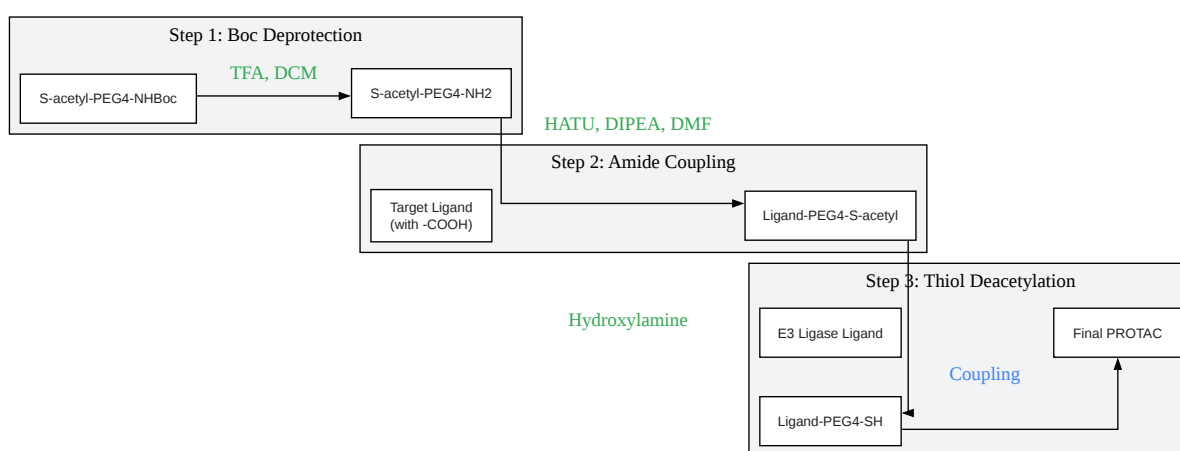 Step 1: Boc Deprotection
TFA, DCM
S-acetyl-PEG4-NHBoc
S-acetyl-PEG4-NH2
HATU, DIPEA, DMF
Step 2: Amide Coupling
Target Ligand
(with -COOH)
Ligand-PEG4-S-acetyl
Step 3: Thiol Deacetylation
Hydroxylamine
E3 Ligase Ligand
Final PROTAC
Coupling
Ligand-PEG4-SH